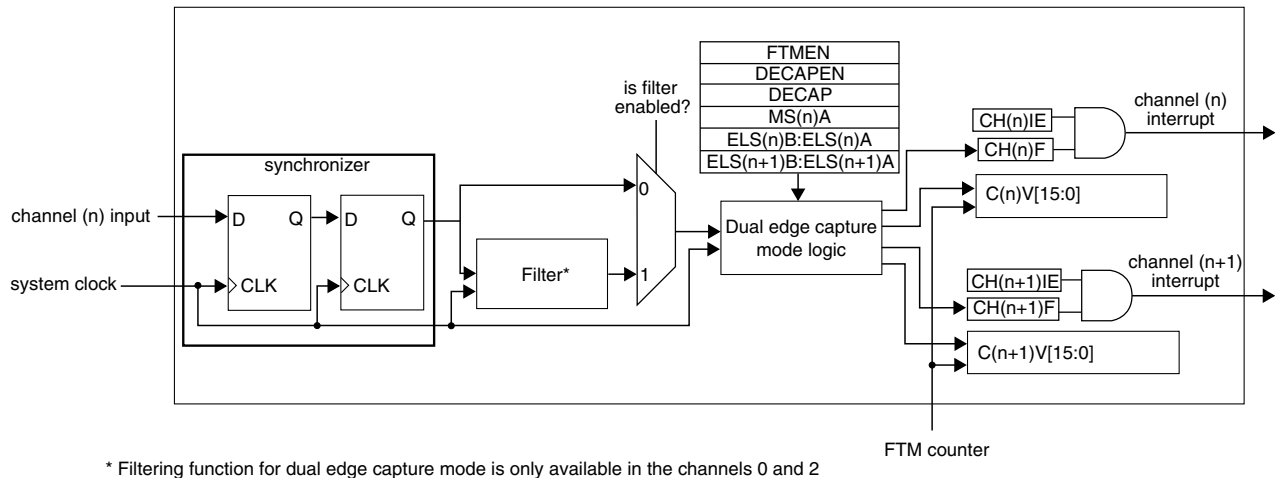 FTMEN
DECAPEN
DECAP
MS(n)A
ELS(n)B:ELS(n)A
ELS(n+1)B:ELS(n+1)A
is filter
enabled?
synchronizer
channel (n) input
system clock
D Q
CLK
D Q
CLK
Filter*
0
1
Dual edge capture
mode logic
CH(n)IE
CH(n)F
channel (n)
interrupt
C(n)V[15:0]
CH(n+1)IE
CH(n+1)F
channel (n+1)
interrupt
C(n+1)V[15:0]
FTM counter
* Filtering function for dual edge capture mode is only available in the channels 0 and 2